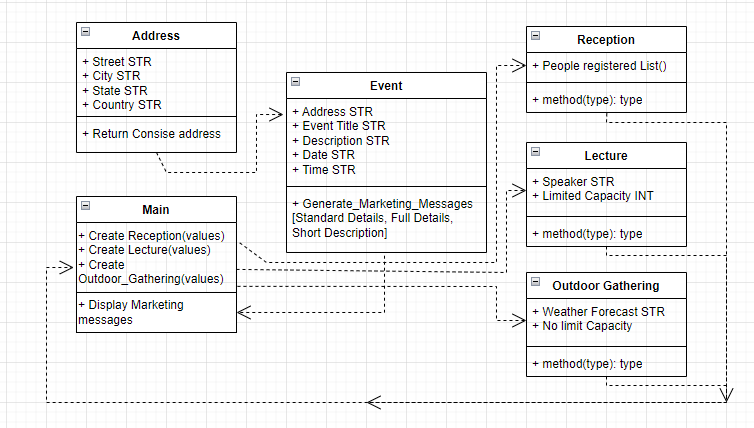 Address
+ Street STR
+ City STR
+ State STR
+ Country STR
+ Return Consise address
Event
+ Address STR
+ Event Title STR
+ Description STR
+ Date STR
+ Time STR
+ Generate_Marketing_Messages
[Standard Details, Full Details,
Short Description]
Reception
+ People registered List()
+ method(type): type
Lecture
+ Speaker STR
+ Limited Capacity INT
+ method(type): type
Main
+ Create Reception(values)
+ Create Lecture(values)
+ Create
Outdoor_Gathering(values)
+ Display Marketing
messages
Outdoor Gathering
+ Weather Forecast STR
+ No limit Capacity
+ method(type): type